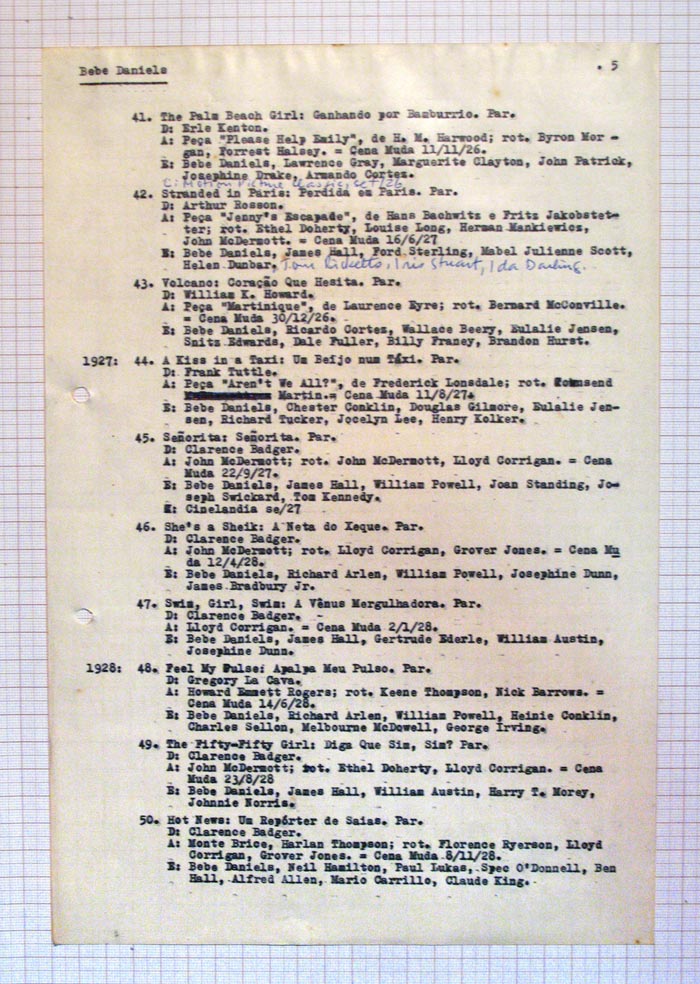 Bebe Daniels . 5
41. The Palm Beach Girl: Ganhando por Bamburrio. Par.
D: Erle Kenton.
A: Peça "Please Help Emily", de H. M. Harwood; rot. Byron Mor -
gan, Forrest Halsey. = Cena Muda 11/11/26.
E: Bebe Daniels, Lawrence Gray, Marguerite Clayton, John Patrick,
Josephine Drake, Armando Cortez.
C: Motion Picture Classic, set/26
42. Stranded in Paris: Perdida em Paris. Par.
D: Arthur Rosson.
A: Peça "Jenny's Escapade", de Hans Bachwitz e Fritz Jakobstet-
ter; rot. Ethel Doherty, Louise Long, Herman Mankiewicz,
John McDermott. = Cena Muda 16/6/27
E: Bebe Daniels, James Hall, Ford Sterling, Mabel Julienne Scott,
Helen Dunbar, Tom Ricketts, Iris Stuart, Ida Darling.
43. Volcano: Coração Que Hesita. Par.
D: William K. Howard.
A: Peça "Martinique", de Laurence Eyre; rot. Bernard McConville.
= Cena Muda 30/12/26.
E: Bebe Daniels, Ricardo Cortez, Wallace Beery, Eulalie Jensen,
Snitz Edwards, Dale Fuller, Billy Franey, Brandon Hurst.
1927: 44. A Kiss in a Taxi: Um Beijo num Táxi. Par.
D: Frank Tuttle.
A: Peça "Aren't We All?", de Frederick Lonsdale; rot. Townsend
Martin.= Cena Muda 11/8/27.
E: Bebe Daniels, Chester Conklin, Douglas Gilmore, Eulalie Jen-
sen, Richard Tucker, Jocelyn Lee, Henry Kolker.
45. Señorita: Señorita. Par.
D: Clarence Badger.
A: John McDermott; rot. John McDermott, Lloyd Corrigan. = Cena
Muda 22/9/27.
E: Bebe Daniels, James Hall, William Powell, Joan Standing, Jo-
seph Swickard, Tom Kennedy.
E: Cinelandia se/27
46. She's a Sheik: A Neta do Xeque. Par.
D: Clarence Badger.
A: John McDermott; rot. Lloyd Corrigan, Grover Jones. = Cena Mu
da 12/4/28.
E: Bebe Daniels, Richard Arlen, William Powell, Josephine Dunn,
James Bradbury Jr.
47. Swim, Girl, Swim: A Vênus Mergulhadora. Par.
D: Clarence Badger.
A: Lloyd Corrigan. = Cena Muda 2/1/28.
E: Bebe Daniels, James Hall, Gertrude Ederle, William Austin,
Josephine Dunn.
1928: 48. Feel My Pulse: Apalpa Meu Pulso. Par.
D: Gregory La Cava.
A: Howard Emmett Rogers; rot. Keene Thompson, Nick Barrows. =
Cena Muda 14/6/28.
E: Bebe Daniels, Richard Arlen, William Powell, Heinie Conklin,
Charles Sellon, Melbourne McDowell, George Irving.
49. The Fifty-Fifty Girl: Diga Que Sim, Sim? Par.
D: Clarence Badger.
A: John McDermott; rot. Ethel Doherty, Lloyd Corrigan. = Cena
Muda 23/8/28
E: Bebe Daniels, James Hall, William Austin, Harry T. Morey,
Johnnie Norris.
50. Hot News: Um Repórter de Saias. Par.
D: Clarence Badger.
A: Monte Brice, Harlan Thompson; rot. Florence Ryerson, Lloyd
Corrigan, Grover Jones. = Cena Muda 8/11/28.
E: Bebe Daniels, Neil Hamilton, Paul Lukas, Spec O'Donnell, Ben
Hall, Alfred Allen, Mario Carrillo, Claude King.